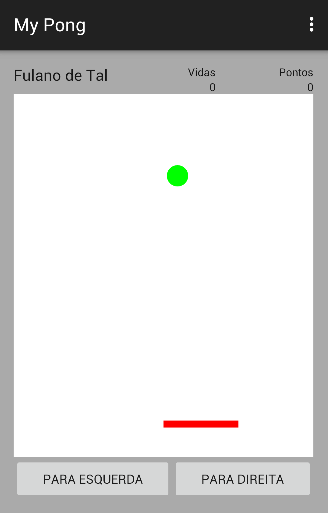 My Pong
Fulano de Tal
Vidas
0
Pontos
0
PARA ESQUERDA
PARA DIREITA